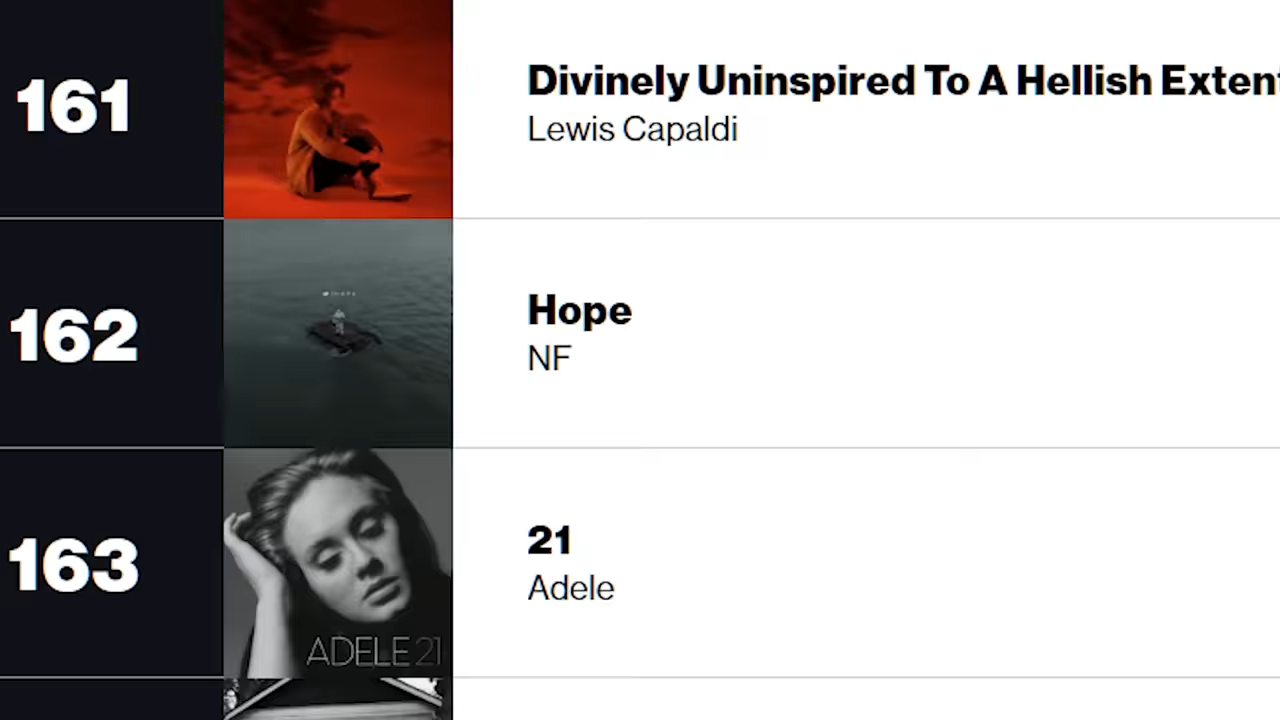 161
Divinely Uninspired To A Hellish Extent
Lewis Capaldi
162
Hope
NF
163
21
Adele
ADELE 21